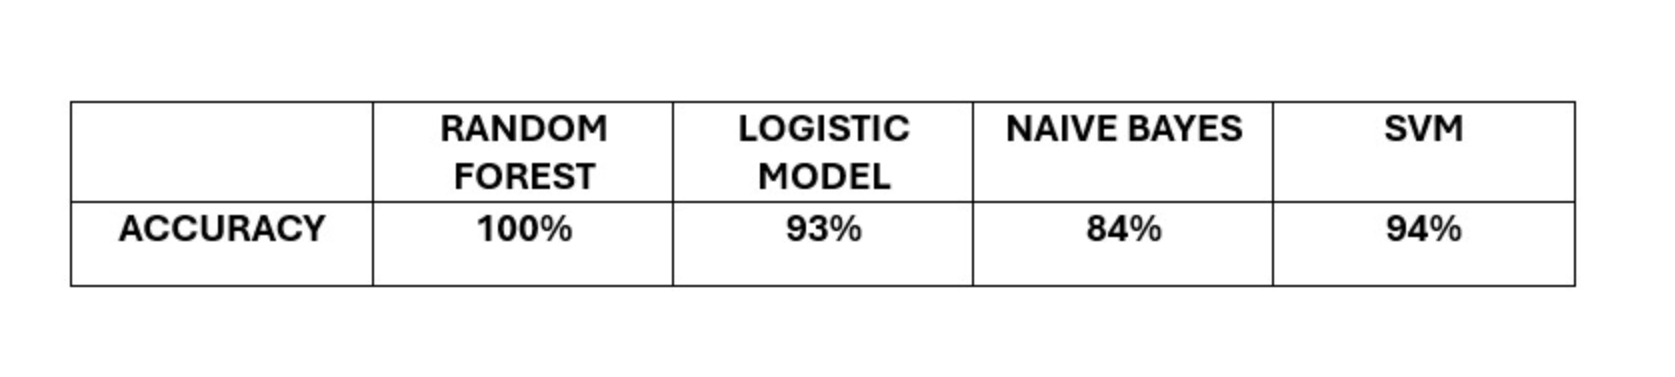 RANDOM FOREST LOGISTIC MODEL NAIVE BAYES SVM
ACCURACY 100% 93% 84% 94%